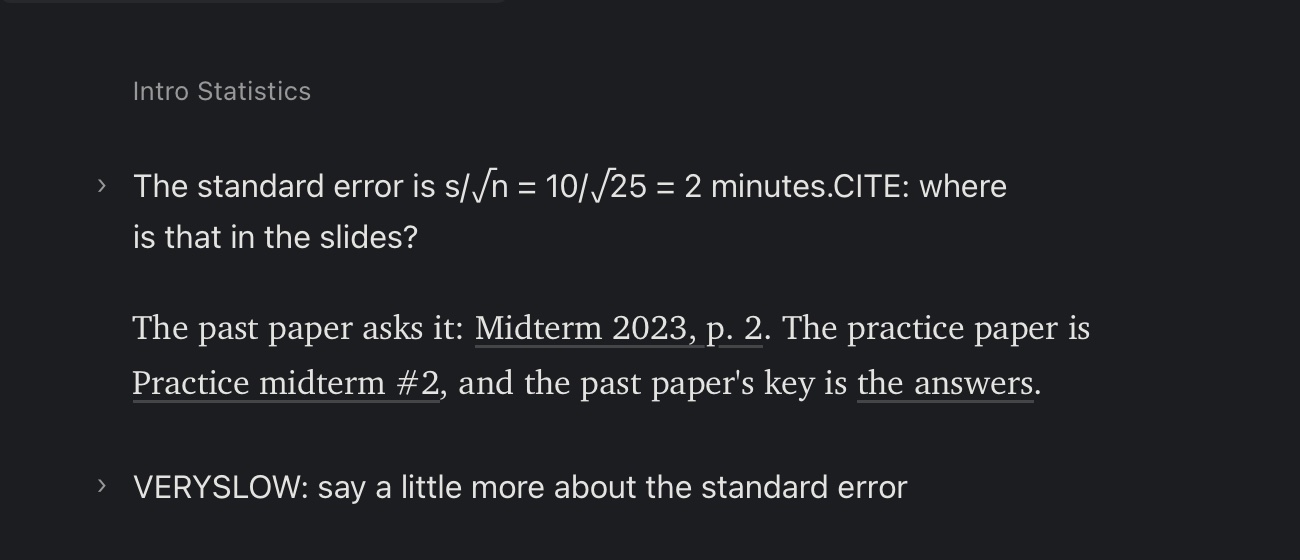 Intro Statistics
› The standard error is s/√n = 10/√25 = 2 minutes.CITE: where
is that in the slides?
The past paper asks it: Midterm 2023, p. 2. The practice paper is
Practice midterm #2, and the past paper's key is the answers.
› VERYSLOW: say a little more about the standard error